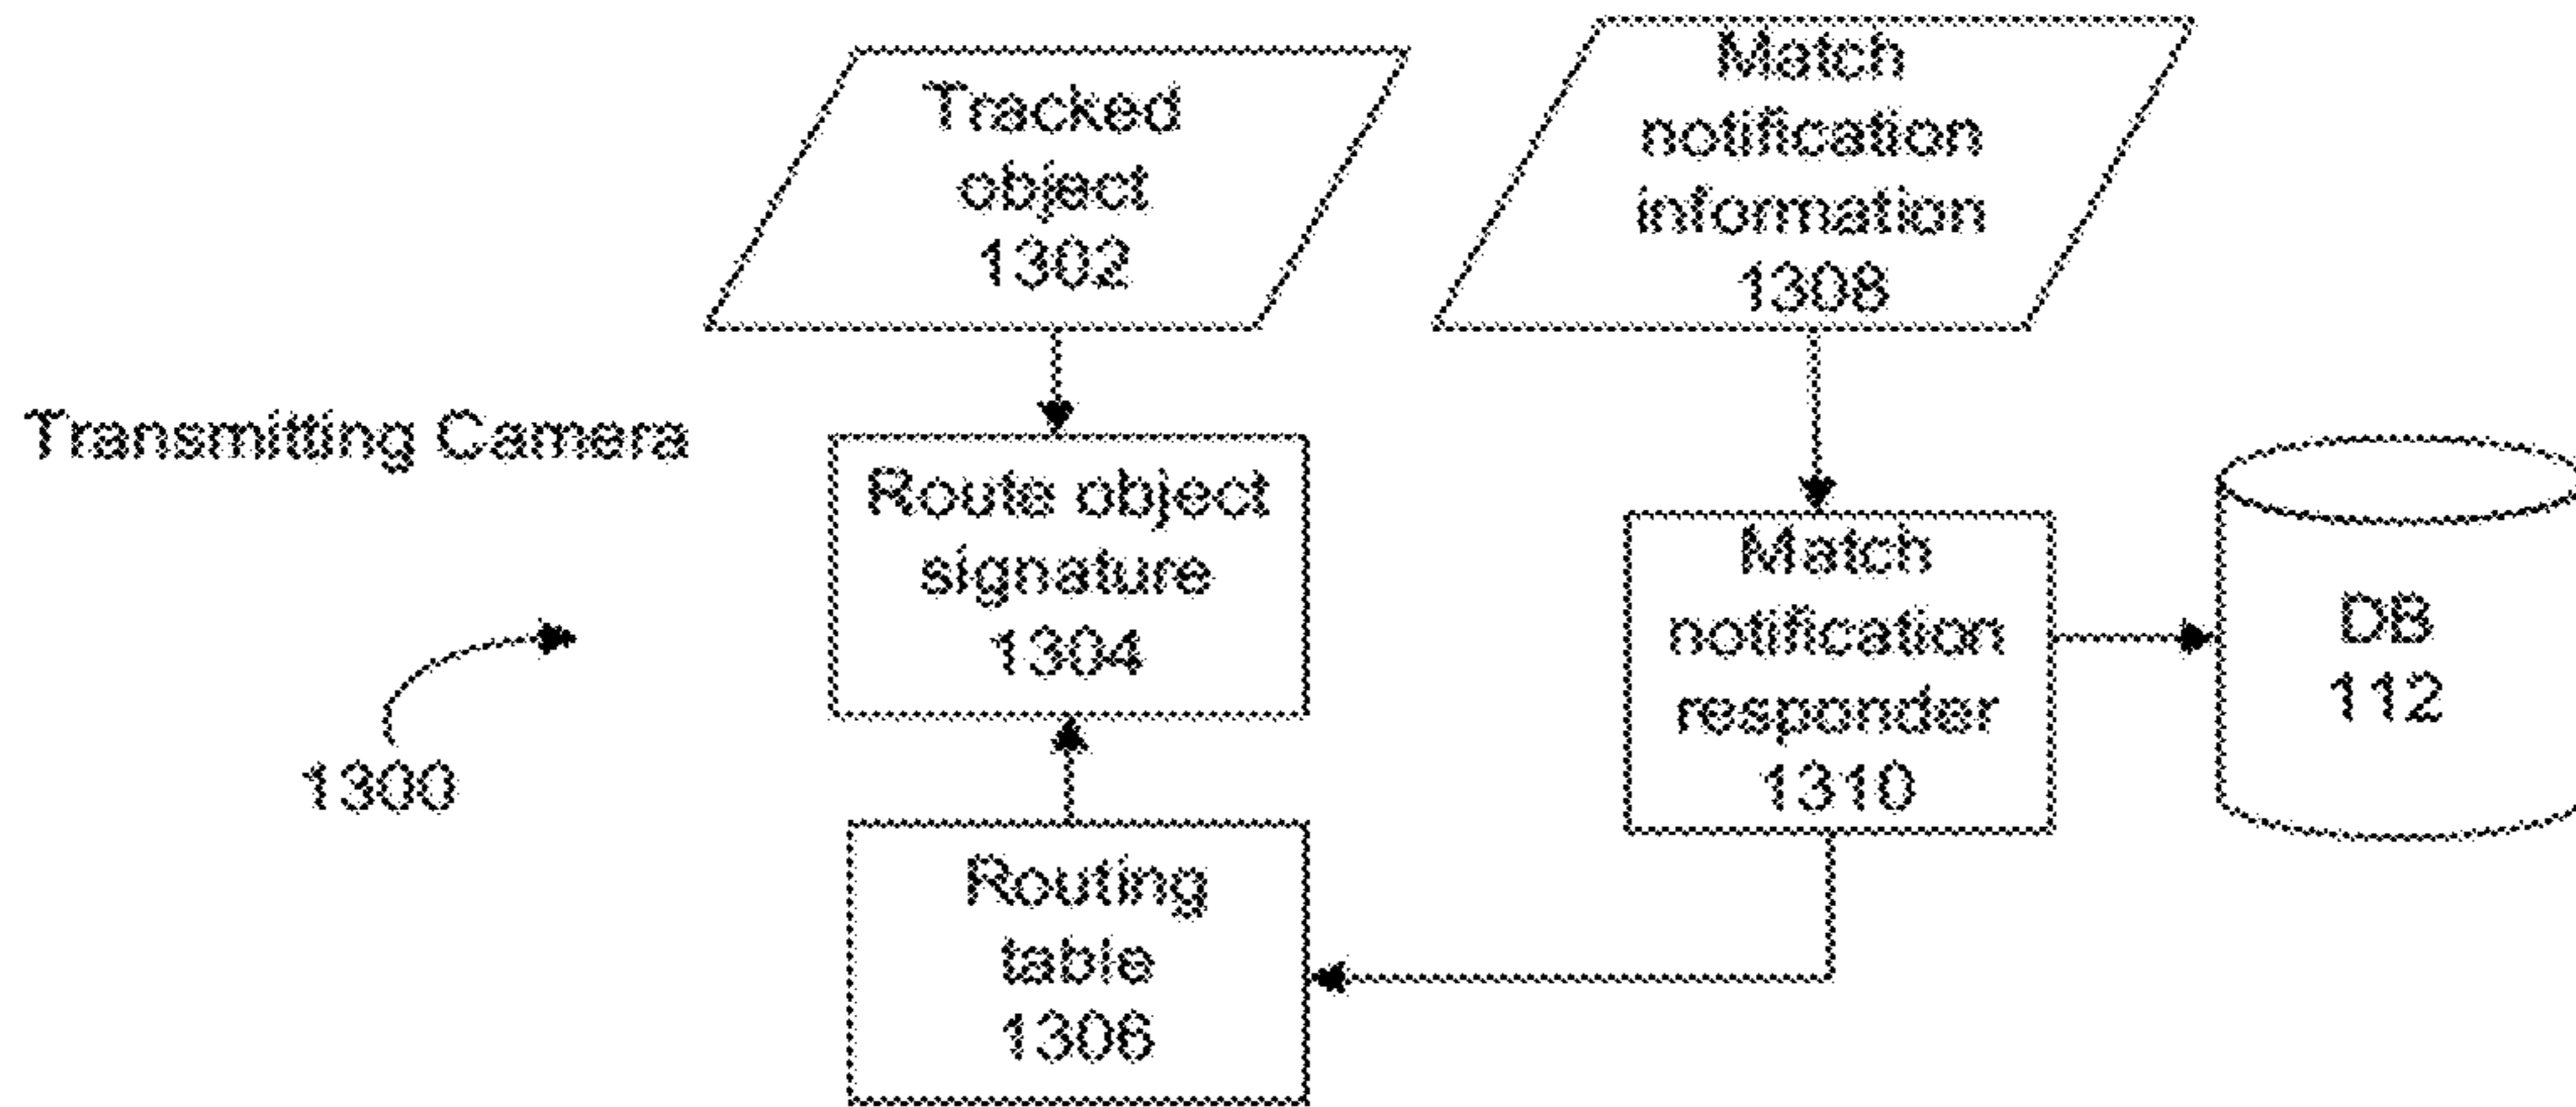 Tracked
object
1302
Match
notification
information
1308
Transmitting Camera
Route object
signature
1304
Match
notification
responder
1310
DB
112
1300
Routing
table
1306